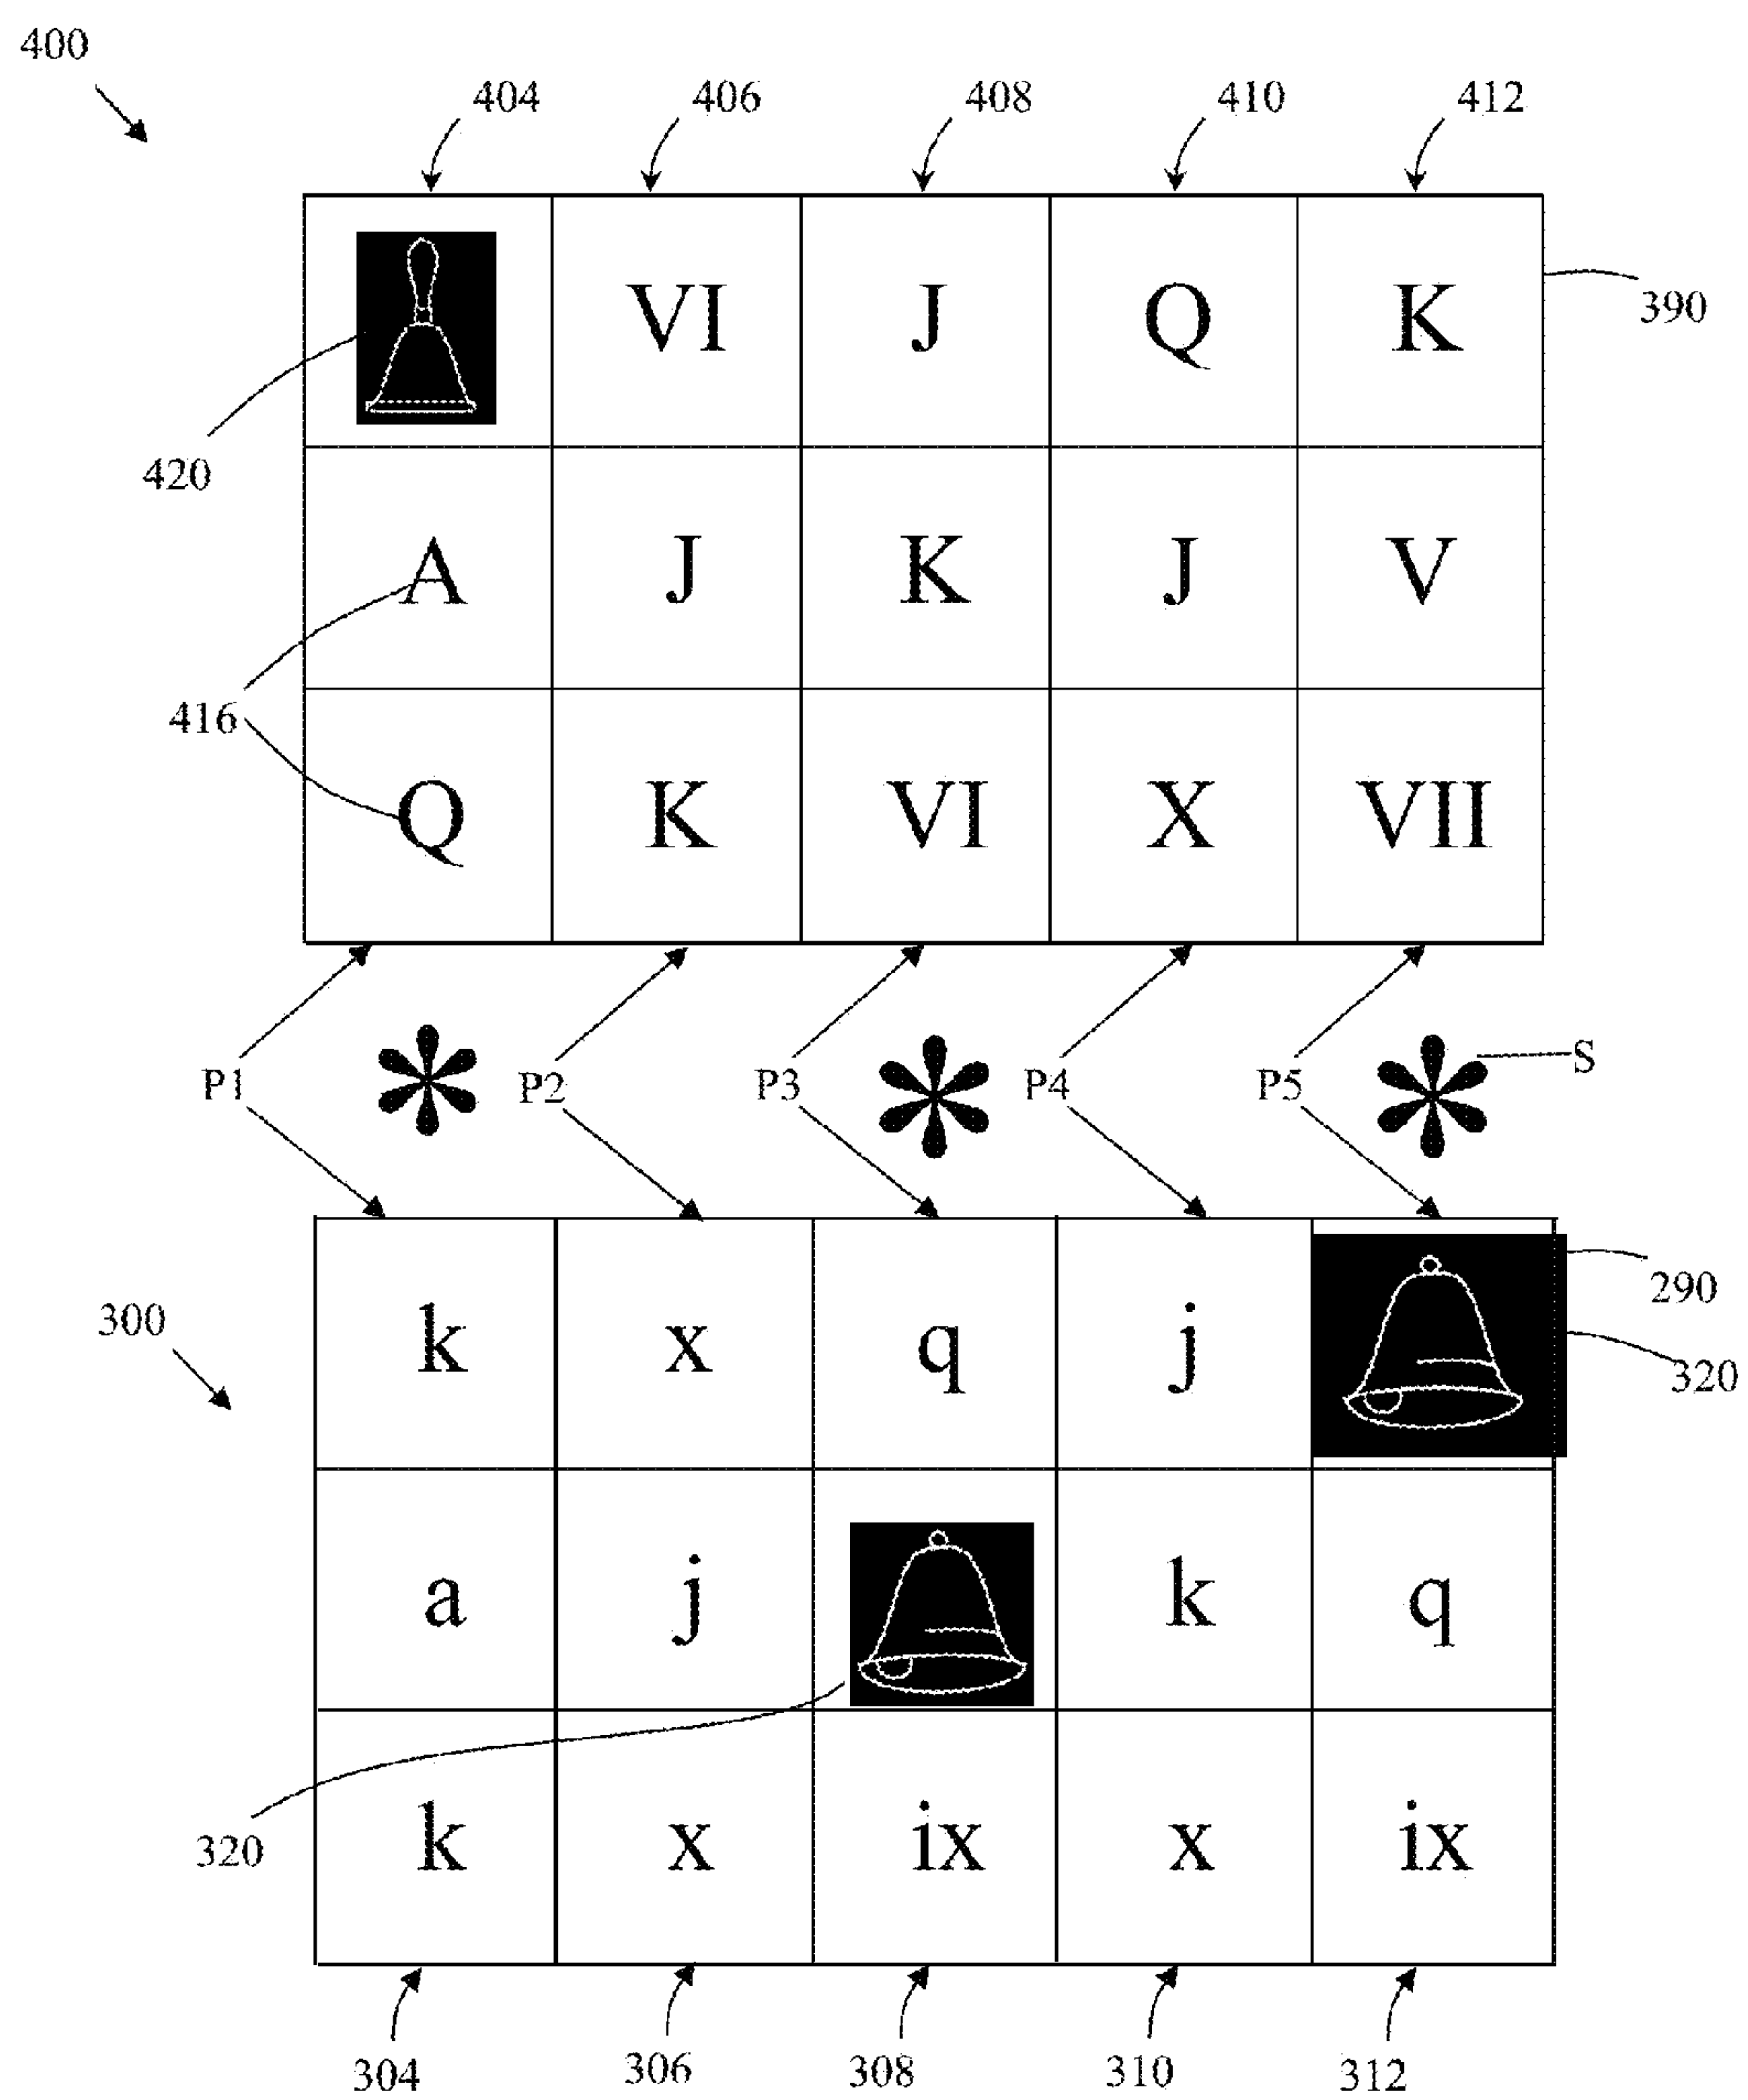 400
404 406 408 410 412
VI J Q K
390
420
A J K J V
416
Q K VI X VII
P1 * P2 P3 * P4 P5 * S
k x q j
290
300
320
a j k q
k x ix x ix
320
304 306 308 310 312